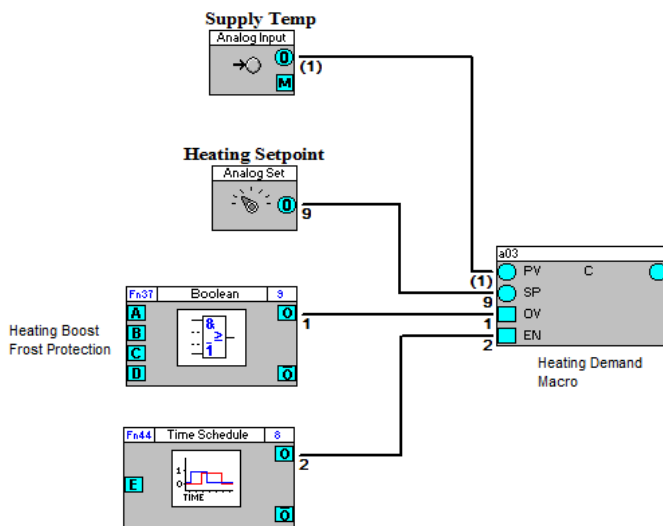 Supply Temp
Analog Input
O
(1)
M
Heating Setpoint
Analog Set
O
9
a03
PV C
(1)
SP
9
OV
1
EN
2
Heating Demand
Macro
Fn37 Boolean 9
A
O
1
B
C
D
O
&
≥
1
Heating Boost
Frost Protection
Fn44 Time Schedule 8
O
2
E
1
0
TIME
O